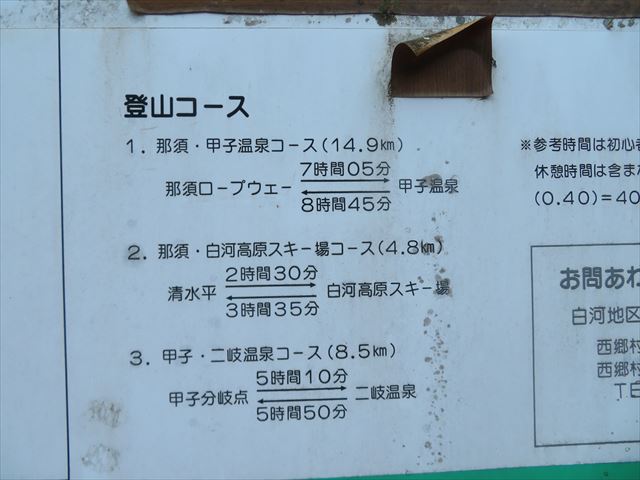 登山コース
1. 那須・甲子温泉コース(14.9㎞)
7時間05分
那須ロープウェー 甲子温泉
8時間45分
2. 那須・白河高原スキー場コース(4.8㎞)
2時間30分
清水平 白河高原スキー場
3時間35分
3. 甲子・二岐温泉コース(8.5㎞)
5時間10分
甲子分岐点 二岐温泉
5時間50分
※参考時間は初心
休憩時間は含ま
(0.40)=40
お問あわ
白河地区
西郷村
西郷村
TE